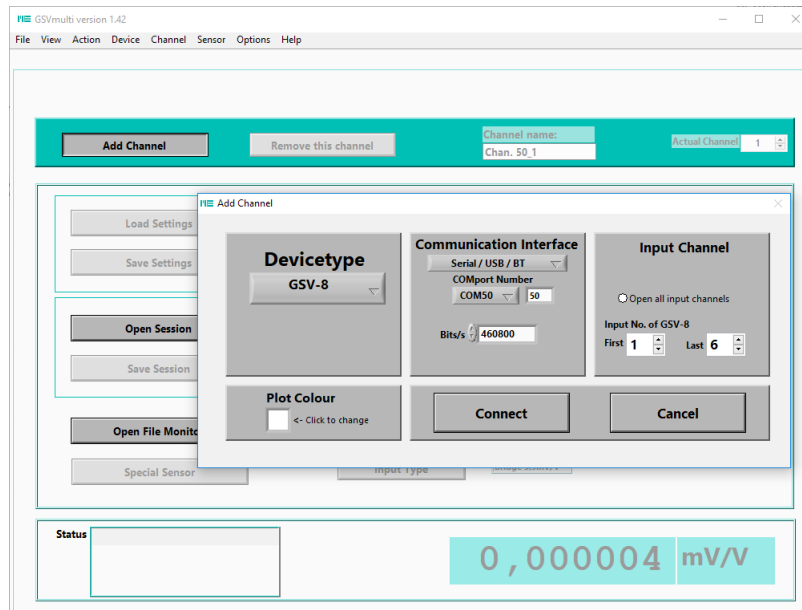 ME GSVmulti version 1.42
File View Action Device Channel Sensor Options Help
Add Channel
Remove this channel
Channel name:
Chan. 50_1
Actual Channel 1
Load Settings
Save Settings
Open Session
Save Session
Open File Monito
Special Sensor
Input Type
ME Add Channel
Devicetype
GSV-8
Communication Interface
Serial / USB / BT
COMport Number
COM50 50
Bits/s 460800
Input Channel
Open all input channels
Input No. of GSV-8
First 1 Last 6
Plot Colour
<- Click to change
Connect
Cancel
Status
0,000004 mV/V